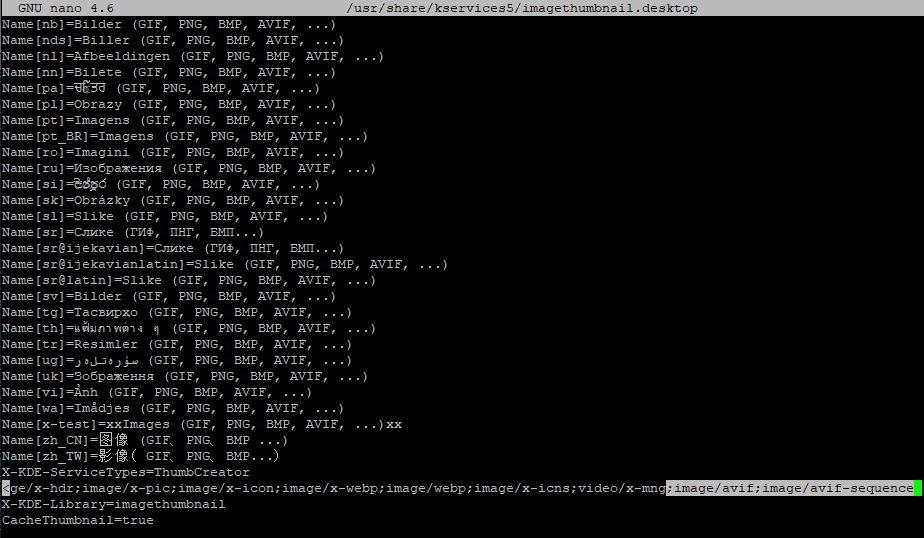 GNU nano 4.6 /usr/share/kservices5/imagethumbnail.desktop
Name[nb]=Bilder (GIF, PNG, BMP, AVIF, ...)
Name[nds]=Biller (GIF, PNG, BMP, AVIF, ...)
Name[nl]=Afbeeldingen (GIF, PNG, BMP, AVIF, ...)
Name[nn]=Bilete (GIF, PNG, BMP, AVIF, ...)
Name[pa]= (GIF, PNG, BMP, AVIF, ...)
Name[pl]=Obrazy (GIF, PNG, BMP, AVIF, ...)
Name[pt]=Imagens (GIF, PNG, BMP, AVIF, ...)
Name[pt_BR]=Imagens (GIF, PNG, BMP, AVIF, ...)
Name[ro]=Imagini (GIF, PNG, BMP, AVIF, ...)
Name[ru]=Изображения (GIF, PNG, BMP, AVIF, ...)
Name[si]= (GIF, PNG, BMP, AVIF, ...)
Name[sk]=Obrázky (GIF, PNG, BMP, AVIF, ...)
Name[sl]=Slike (GIF, PNG, BMP, AVIF, ...)
Name[sr]=Слике (ГИФ, ПНГ, БМП...)
Name[sr@ijekavian]=Слике (ГИФ, ПНГ, БМП...)
Name[sr@ijekavianlatin]=Slike (GIF, PNG, BMP, AVIF, ...)
Name[sr@latin]=Slike (GIF, PNG, BMP, AVIF, ...)
Name[sv]=Bilder (GIF, PNG, BMP, AVIF, ...)
Name[tg]=Тасвирҳо (GIF, PNG, BMP, AVIF, ...)
Name[th]=แฟ้มภาพต่าง ๆ (GIF, PNG, BMP, AVIF, ...)
Name[tr]=Resimler (GIF, PNG, BMP, AVIF, ...)
Name[ug]=سۈرەتلەر (GIF, PNG, BMP, AVIF, ...)
Name[uk]=Зображення (GIF, PNG, BMP, AVIF, ...)
Name[vi]=Ảnh (GIF, PNG, BMP, AVIF, ...)
Name[wa]=Imådjes (GIF, PNG, BMP, AVIF, ...)
Name[x-test]=xxImages (GIF, PNG, BMP, AVIF, ...)xx
Name[zh_CN]=图像 (GIF、PNG、BMP ...)
Name[zh_TW]=影像(GIF、PNG、BMP...)
X-KDE-ServiceTypes=ThumbCreator
<ge/x-hdr;image/x-pic;image/x-icon;image/x-webp;image/webp;image/x-icns;video/x-mng;image/avif;image/avif-sequence
X-KDE-Library=imagethumbnail
CacheThumbnail=true